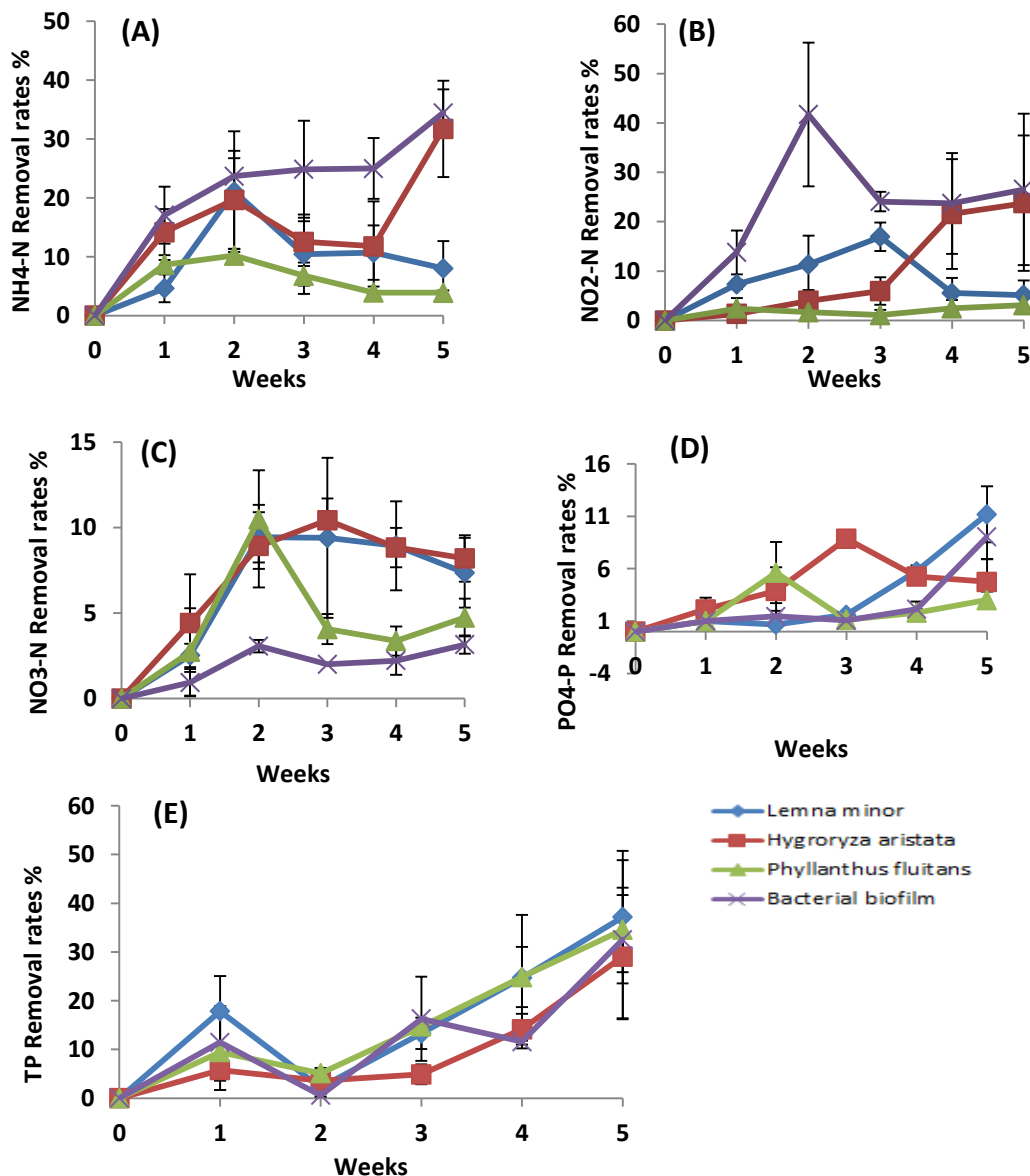 (A)
NH4-N Removal rates %
50
40
30
20
10
0
0 1 2 3 4 5
Weeks
(B)
NO2-N Removal rates %
60
50
40
30
20
10
0
0 1 2 3 4 5
Weeks
(C)
NO3-N Removal rates %
15
10
5
0
0 1 2 3 4 5
Weeks
(D)
PO4-P Removal rates %
16
11
6
1
-4
0 1 2 3 4 5
Weeks
(E)
TP Removal rates %
60
50
40
30
20
10
0
0 1 2 3 4 5
Weeks
Lemna minor
Hygroryza aristata
Phyllanthus fluitans
Bacterial biofilm